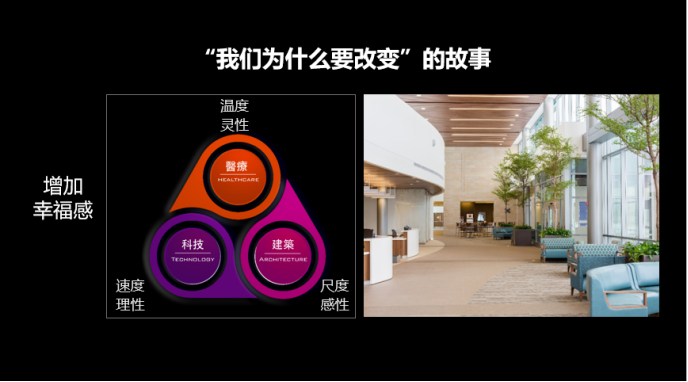 “我们为什么要改变”的故事
增加
幸福感
温度
灵性
醫療
HEALTHCARE
科技
TECHNOLOGY
建築
ARCHITECTURE
速度
理性
尺度
感性